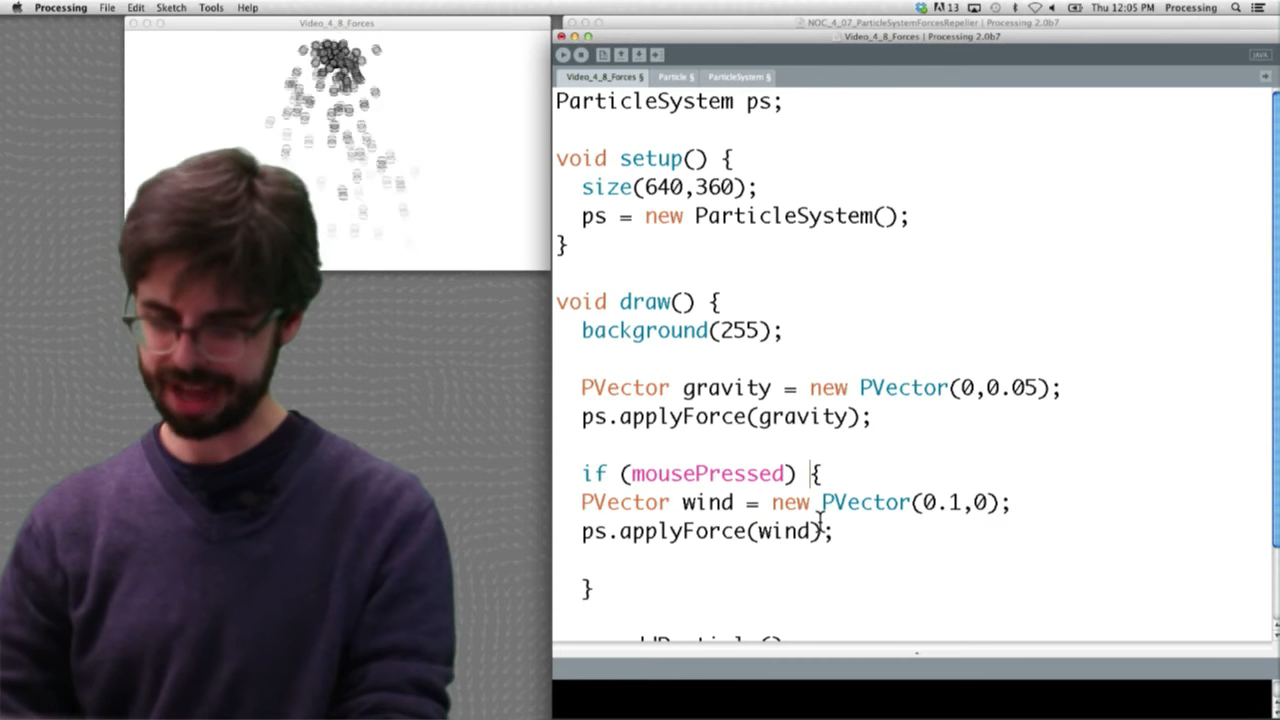 Processing File Edit Sketch Tools Help
13 Thu 12:05 PM Processing
Video_4_8_Forces
NOC_4_07_ParticleSystemForcesRepeller | Processing 2.0b7
Video_4_8_Forces | Processing 2.0b7
JAVA
Video_4_8_Forces § Particle § ParticleSystem §
ParticleSystem ps;
void setup() {
size(640,360);
ps = new ParticleSystem();
}
void draw() {
background(255);
PVector gravity = new PVector(0,0.05);
ps.applyForce(gravity);
if (mousePressed) {
PVector wind = new PVector(0.1,0);
ps.applyForce(wind);
}